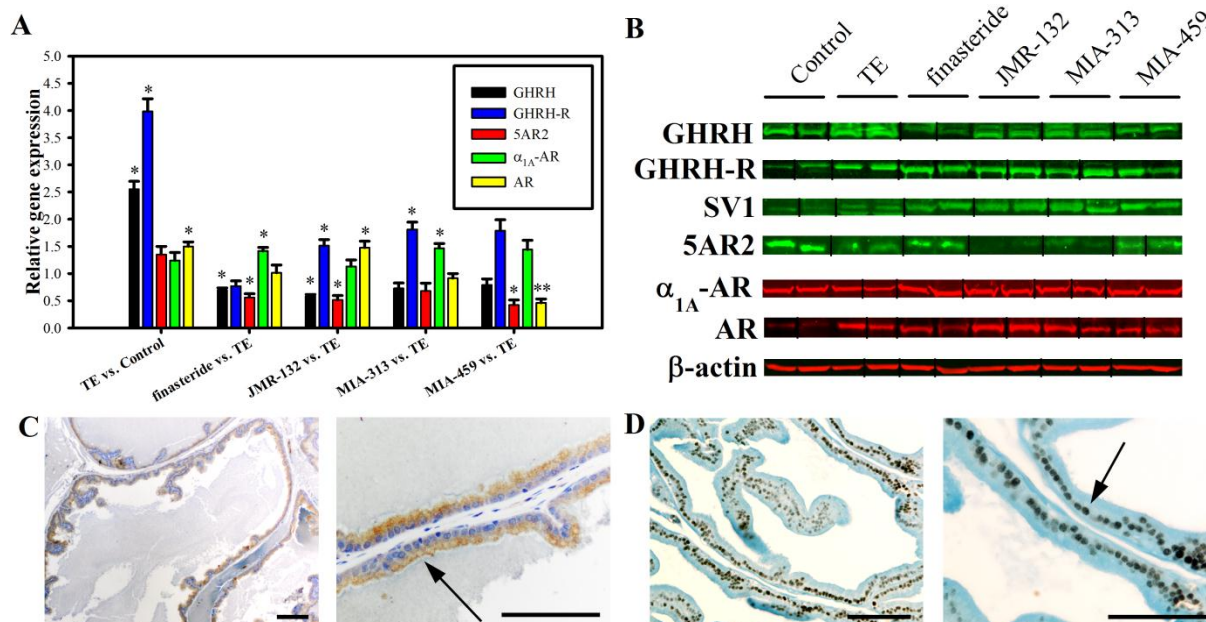 A
Relative gene expression
5.0
4.5
4.0
3.5
3.0
2.5
2.0
1.5
1.0
0.5
0.0
GHRH
GHRH-R
5AR2
α1A-AR
AR
* * *
* * *
* * * *
* *
* **
TE vs. Control
finasteride vs. TE
JMR-132 vs. TE
MIA-313 vs. TE
MIA-459 vs. TE
B
Control
TE
finasteride
JMR-132
MIA-313
MIA-459
GHRH
GHRH-R
SV1
5AR2
α1A-AR
AR
β-actin
C
D